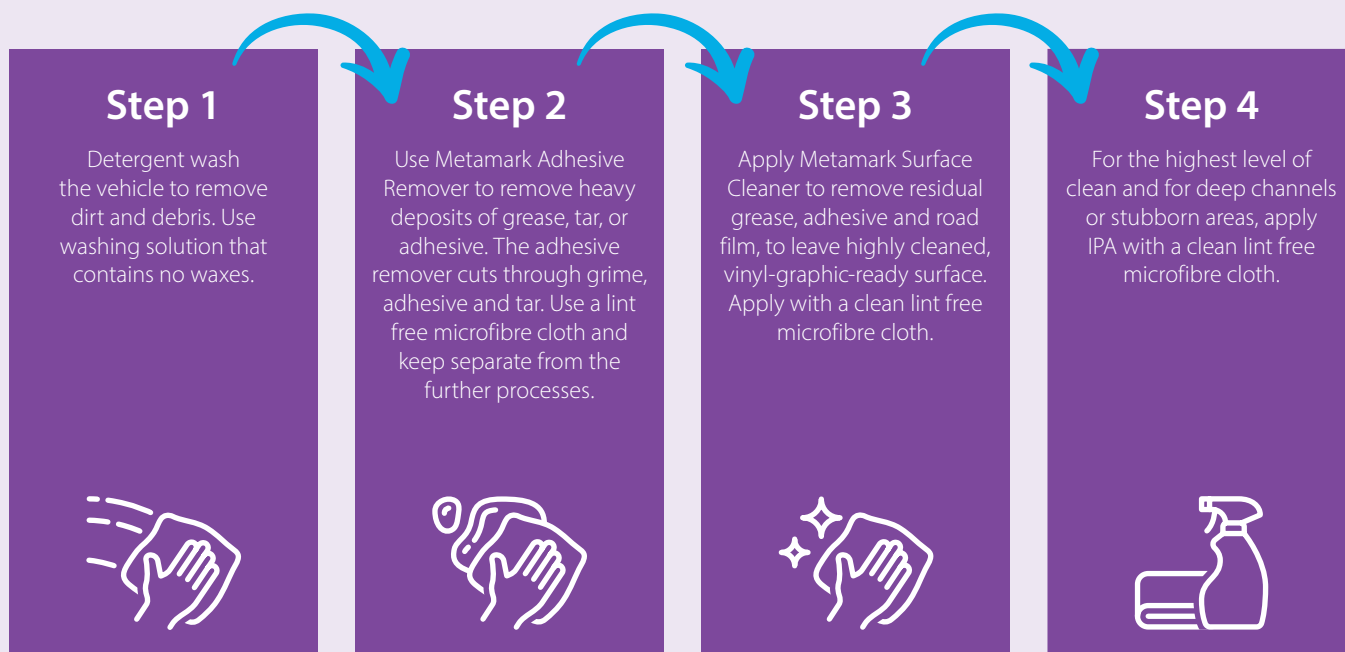 Step 1
Detergent wash
the vehicle to remove
dirt and debris. Use
washing solution that
contains no waxes.
Step 2
Use Metamark Adhesive
Remover to remove heavy
deposits of grease, tar, or
adhesive. The adhesive
remover cuts through grime,
adhesive and tar. Use a lint
free microfibre cloth and
keep separate from the
further processes.
Step 3
Apply Metamark Surface
Cleaner to remove residual
grease, adhesive and road
film, to leave highly cleaned,
vinyl-graphic-ready surface.
Apply with a clean lint free
microfibre cloth.
Step 4
For the highest level of
clean and for deep channels
or stubborn areas, apply
IPA with a clean lint free
microfibre cloth.